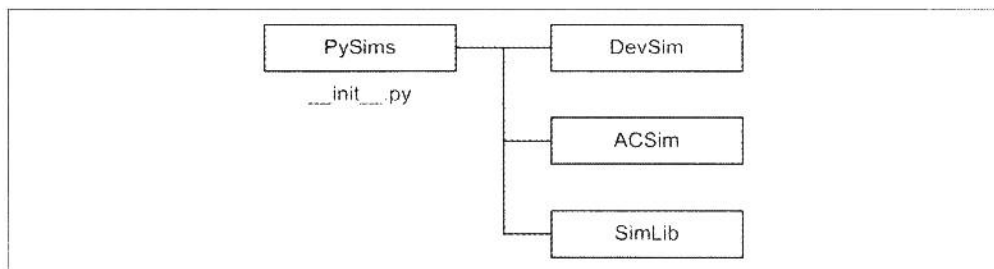 PySims
DevSim
__init__.py
ACSim
SimLib